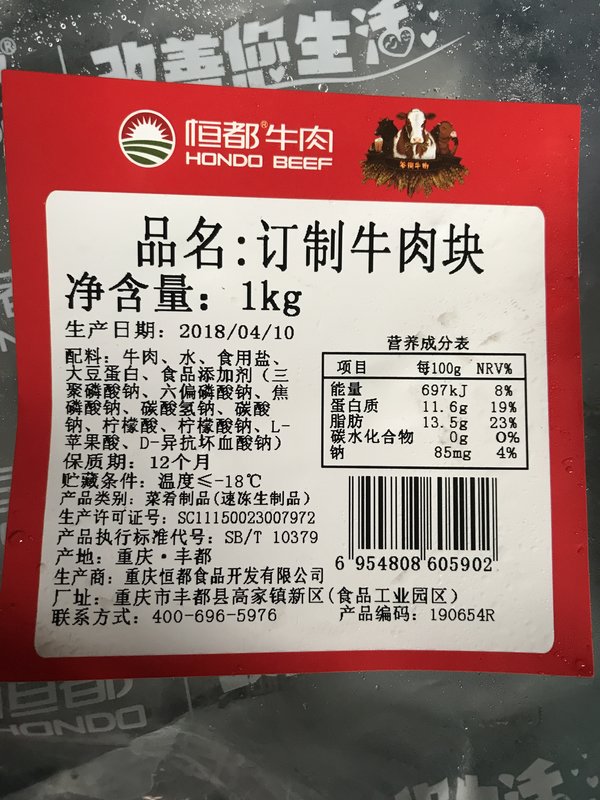 改善您生活
恒都®牛肉
HONDO BEEF
品名:订制牛肉块
净含量: 1kg
生产日期: 2018/04/10
配料: 牛肉、水、食用盐、
大豆蛋白、食品添加剂（三
聚磷酸钠、六偏磷酸钠、焦
磷酸钠、碳酸氢钠、碳酸
钠、柠檬酸、柠檬酸钠、L-
苹果酸、D-异抗坏血酸钠）
保质期: 12个月
贮藏条件: 温度≤-18℃
产品类别: 菜肴制品(速冻生制品)
生产许可证号: SC11150023007972
产品执行标准代号: SB/T 10379
产地: 重庆·丰都
生产商: 重庆恒都食品开发有限公司
厂址: 重庆市丰都县高家镇新区(食品工业园区)
联系方式: 400-696-5976
产品编码: 190654R
营养成分表
项目 每100g NRV%
能量 697kJ 8%
蛋白质 11.6g 19%
脂肪 13.5g 23%
碳水化合物 0g 0%
钠 85mg 4%
6 954808 605902
恒都
HONDO